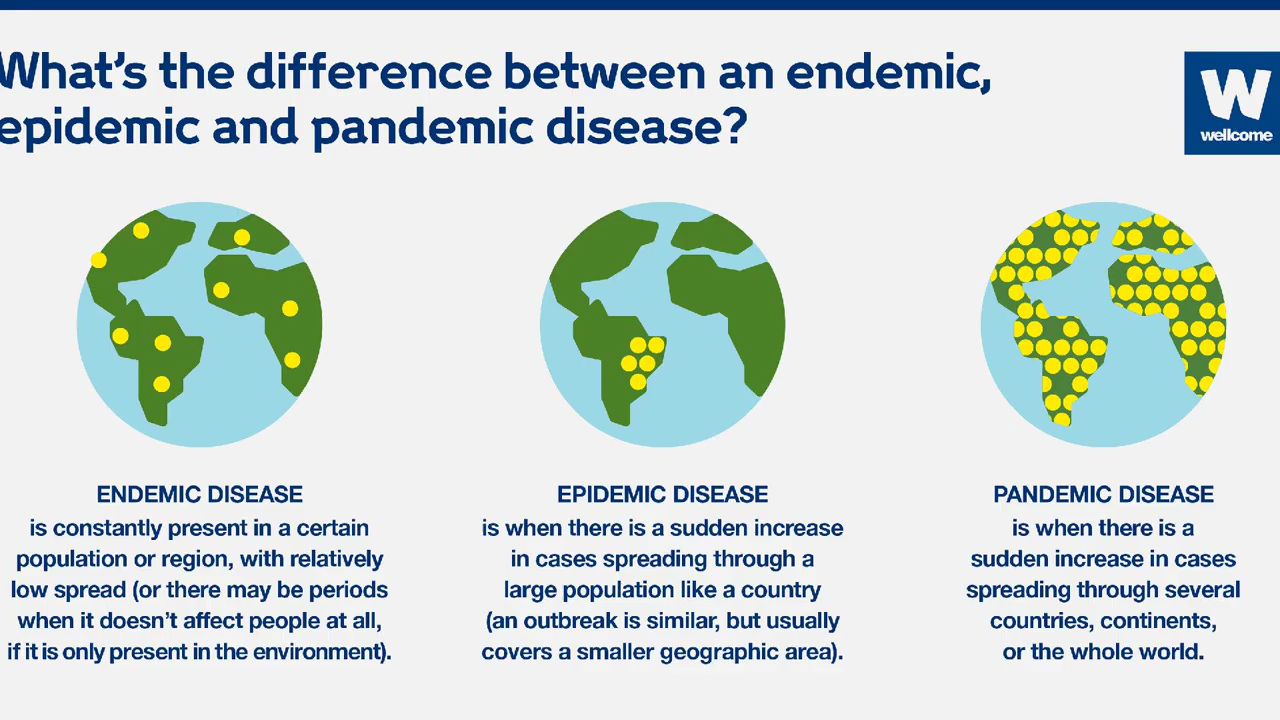 What's the difference between an endemic,
epidemic and pandemic disease?
W
wellcome
ENDEMIC DISEASE
is constantly present in a certain
population or region, with relatively
low spread (or there may be periods
when it doesn't affect people at all,
if it is only present in the environment).
EPIDEMIC DISEASE
is when there is a sudden increase
in cases spreading through a
large population like a country
(an outbreak is similar, but usually
covers a smaller geographic area).
PANDEMIC DISEASE
is when there is a
sudden increase in cases
spreading through several
countries, continents,
or the whole world.